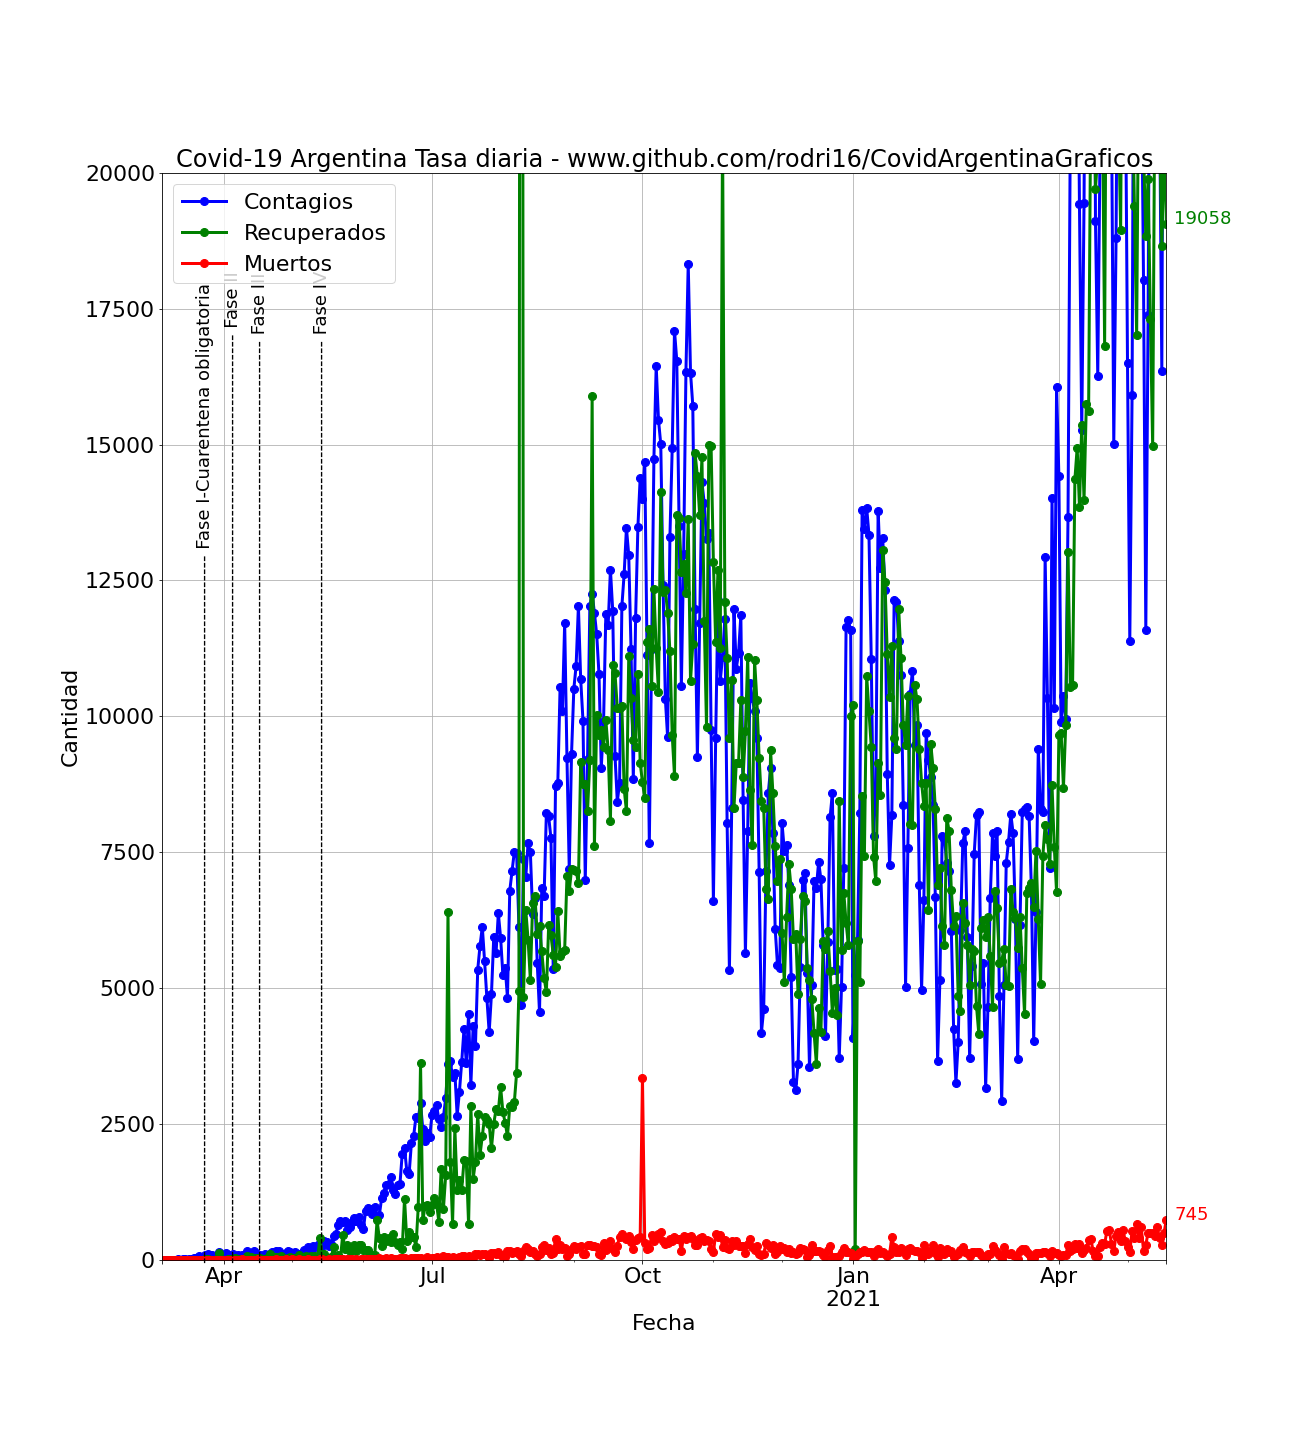 Covid-19 Argentina Tasa diaria - www.github.com/rodri16/CovidArgentinaGraficos
20000
17500
15000
12500
10000
7500
5000
2500
0
Cantidad
Contagios
Recuperados
Muertos
Fase I-Cuarentena obligatoria
Fase II
Fase III
Fase IV
19058
745
Apr
Jul
Oct
Jan
2021
Apr
Fecha